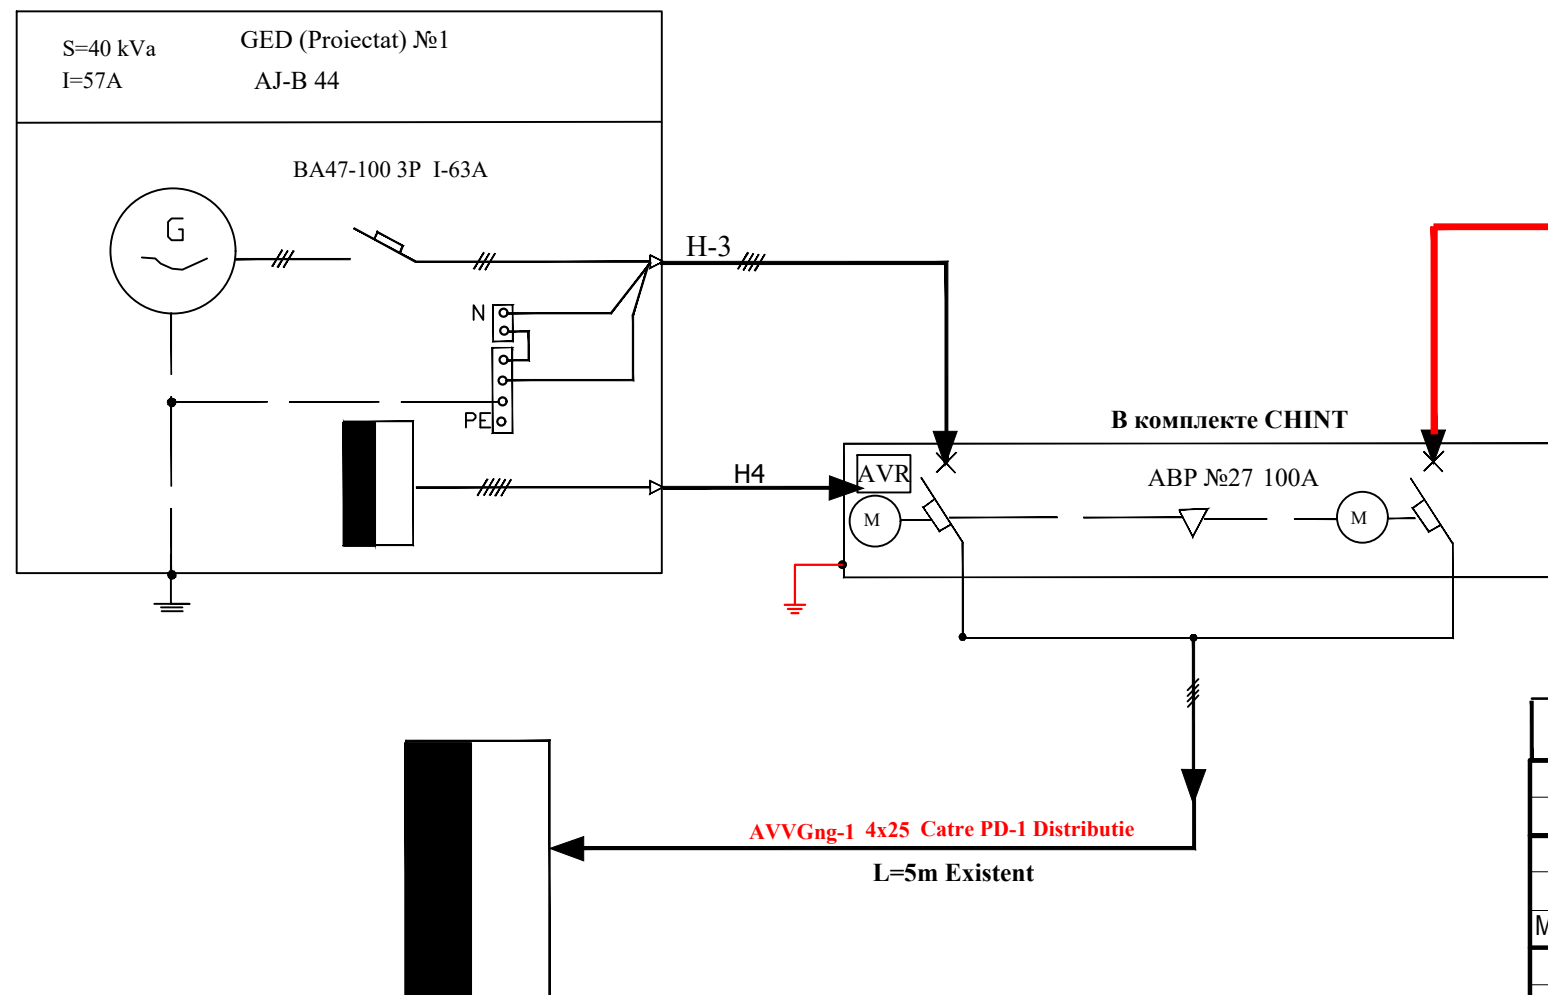 S=40 kVa
I=57A
GED (Proiectat) №1
AJ-B 44
BA47-100 3P I-63A
G
H-3
N
PE
H4
В комплекте CHINT
AVR
АВР №27 100A
M
M
AVVGng-1 4x25 Catre PD-1 Distributie
L=5m Existent